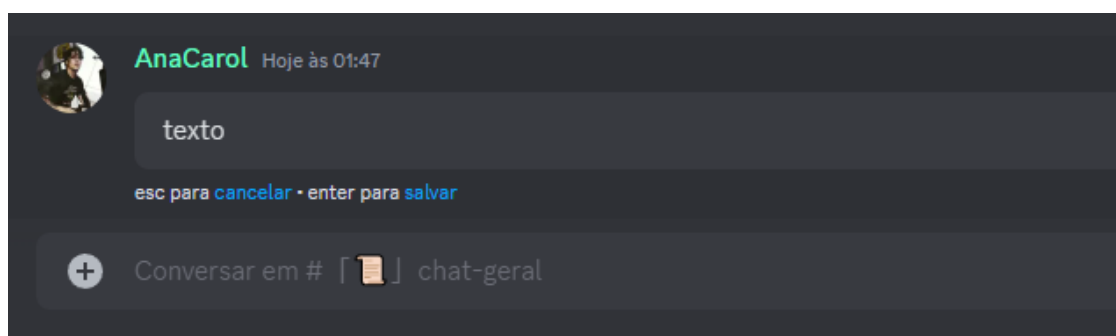 AnaCarol Hoje às 01:47
texto
esc para cancelar • enter para salvar
Conversar em #「📜」 chat-geral